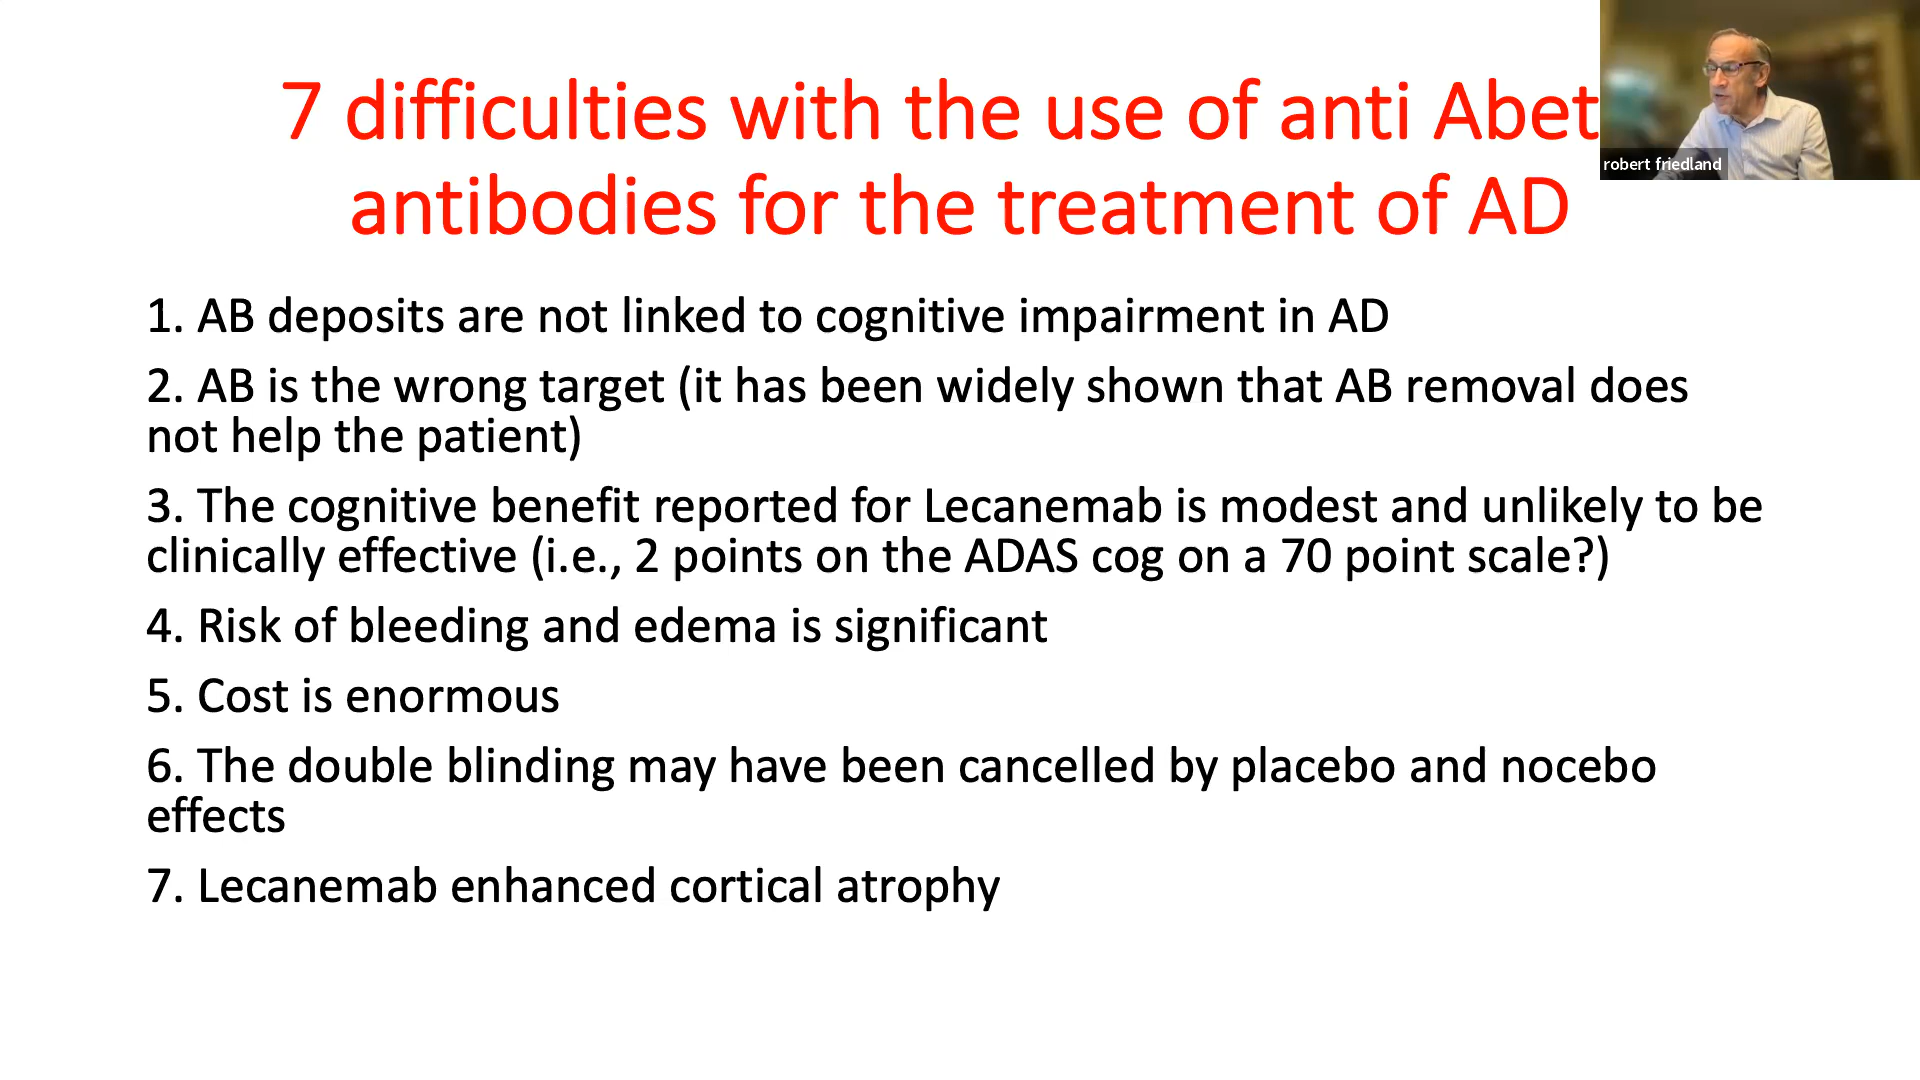 7 difficulties with the use of anti Abet
antibodies for the treatment of AD
robert friedland
1. AB deposits are not linked to cognitive impairment in AD
2. AB is the wrong target (it has been widely shown that AB removal does
not help the patient)
3. The cognitive benefit reported for Lecanemab is modest and unlikely to be
clinically effective (i.e., 2 points on the ADAS cog on a 70 point scale?)
4. Risk of bleeding and edema is significant
5. Cost is enormous
6. The double blinding may have been cancelled by placebo and nocebo
effects
7. Lecanemab enhanced cortical atrophy